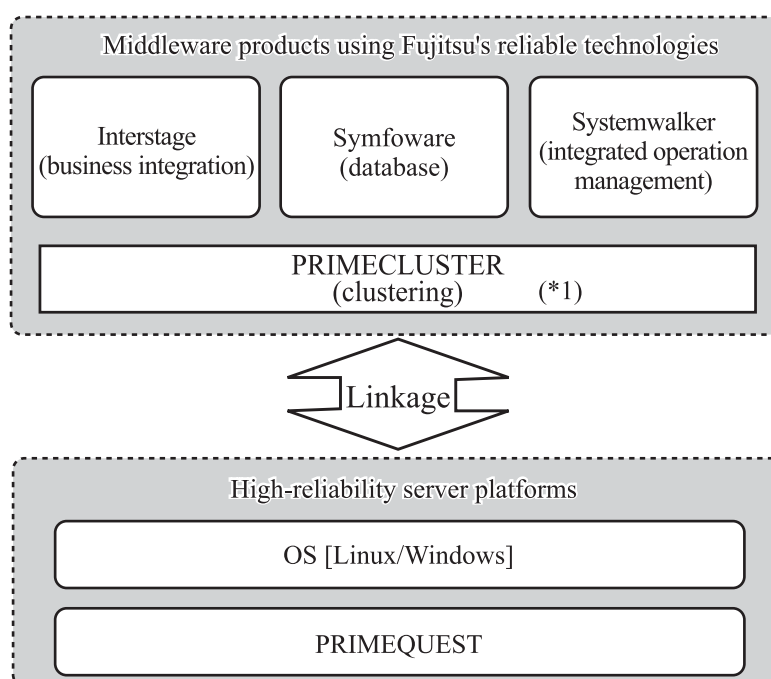 Middleware products using Fujitsu's reliable technologies
Interstage
(business integration)
Symfoware
(database)
Systemwalker
(integrated operation
management)
PRIMECLUSTER
(clustering) (*1)
Linkage
High-reliability server platforms
OS [Linux/Windows]
PRIMEQUEST